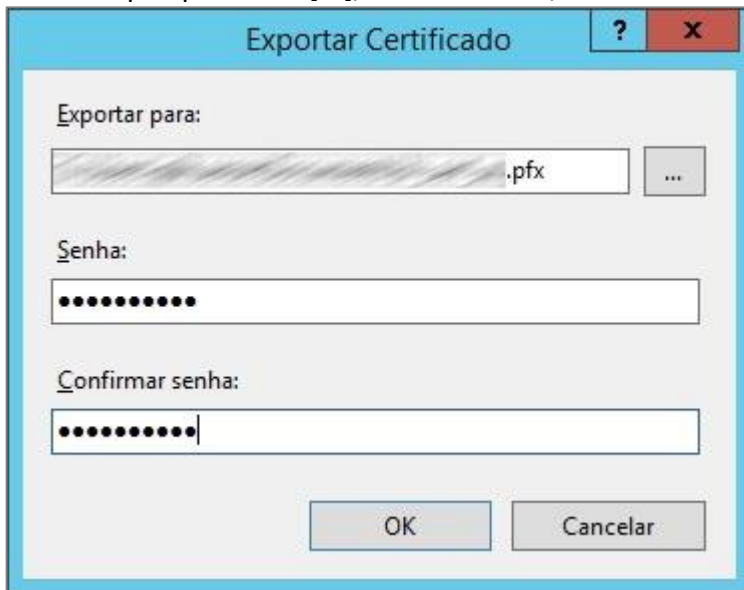 Exportar Certificado
?
x
Exportar para:
.pfx
...
Senha:
••••••••••
Confirmar senha:
••••••••••
OK
Cancelar